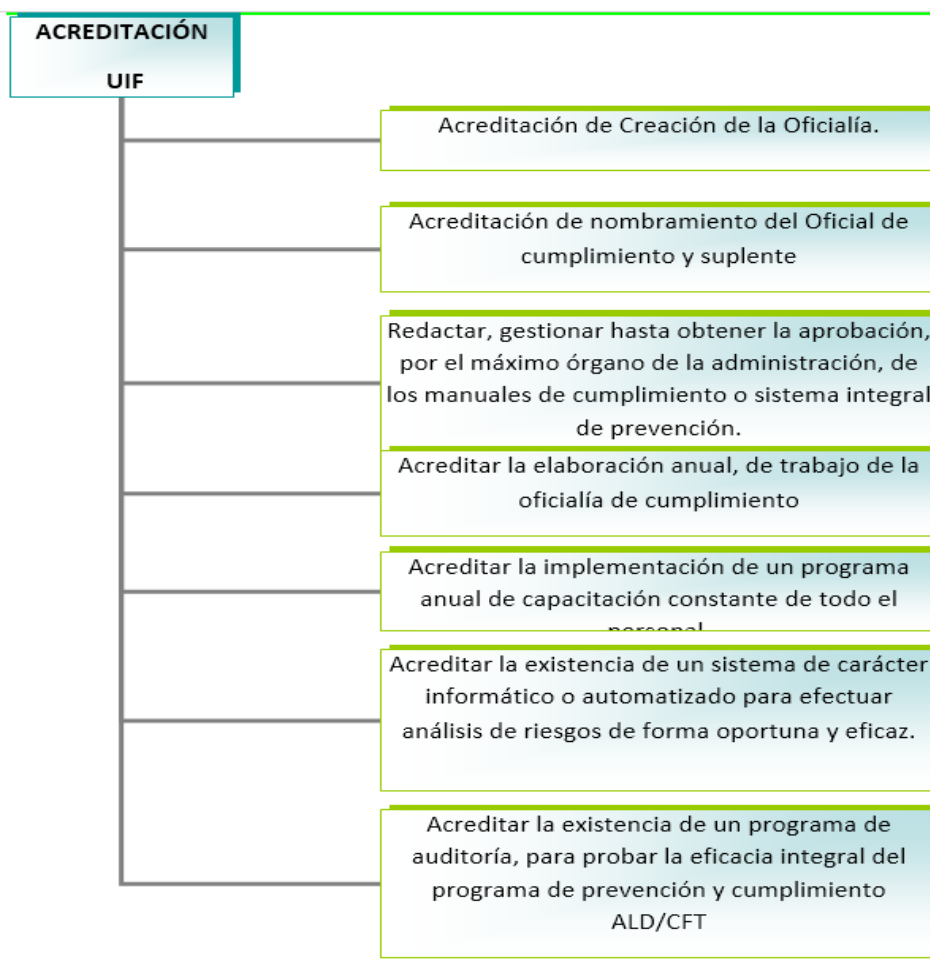 ACREDITACIÓN
UIF
Acreditación de Creación de la Oficialía.
Acreditación de nombramiento del Oficial de
cumplimiento y suplente
Redactar, gestionar hasta obtener la aprobación,
por el máximo órgano de la administración, de
los manuales de cumplimiento o sistema integral
de prevención.
Acreditar la elaboración anual, de trabajo de la
oficialía de cumplimiento
Acreditar la implementación de un programa
anual de capacitación constante de todo el
personal
Acreditar la existencia de un sistema de carácter
informático o automatizado para efectuar
análisis de riesgos de forma oportuna y eficaz.
Acreditar la existencia de un programa de
auditoría, para probar la eficacia integral del
programa de prevención y cumplimiento
ALD/CFT